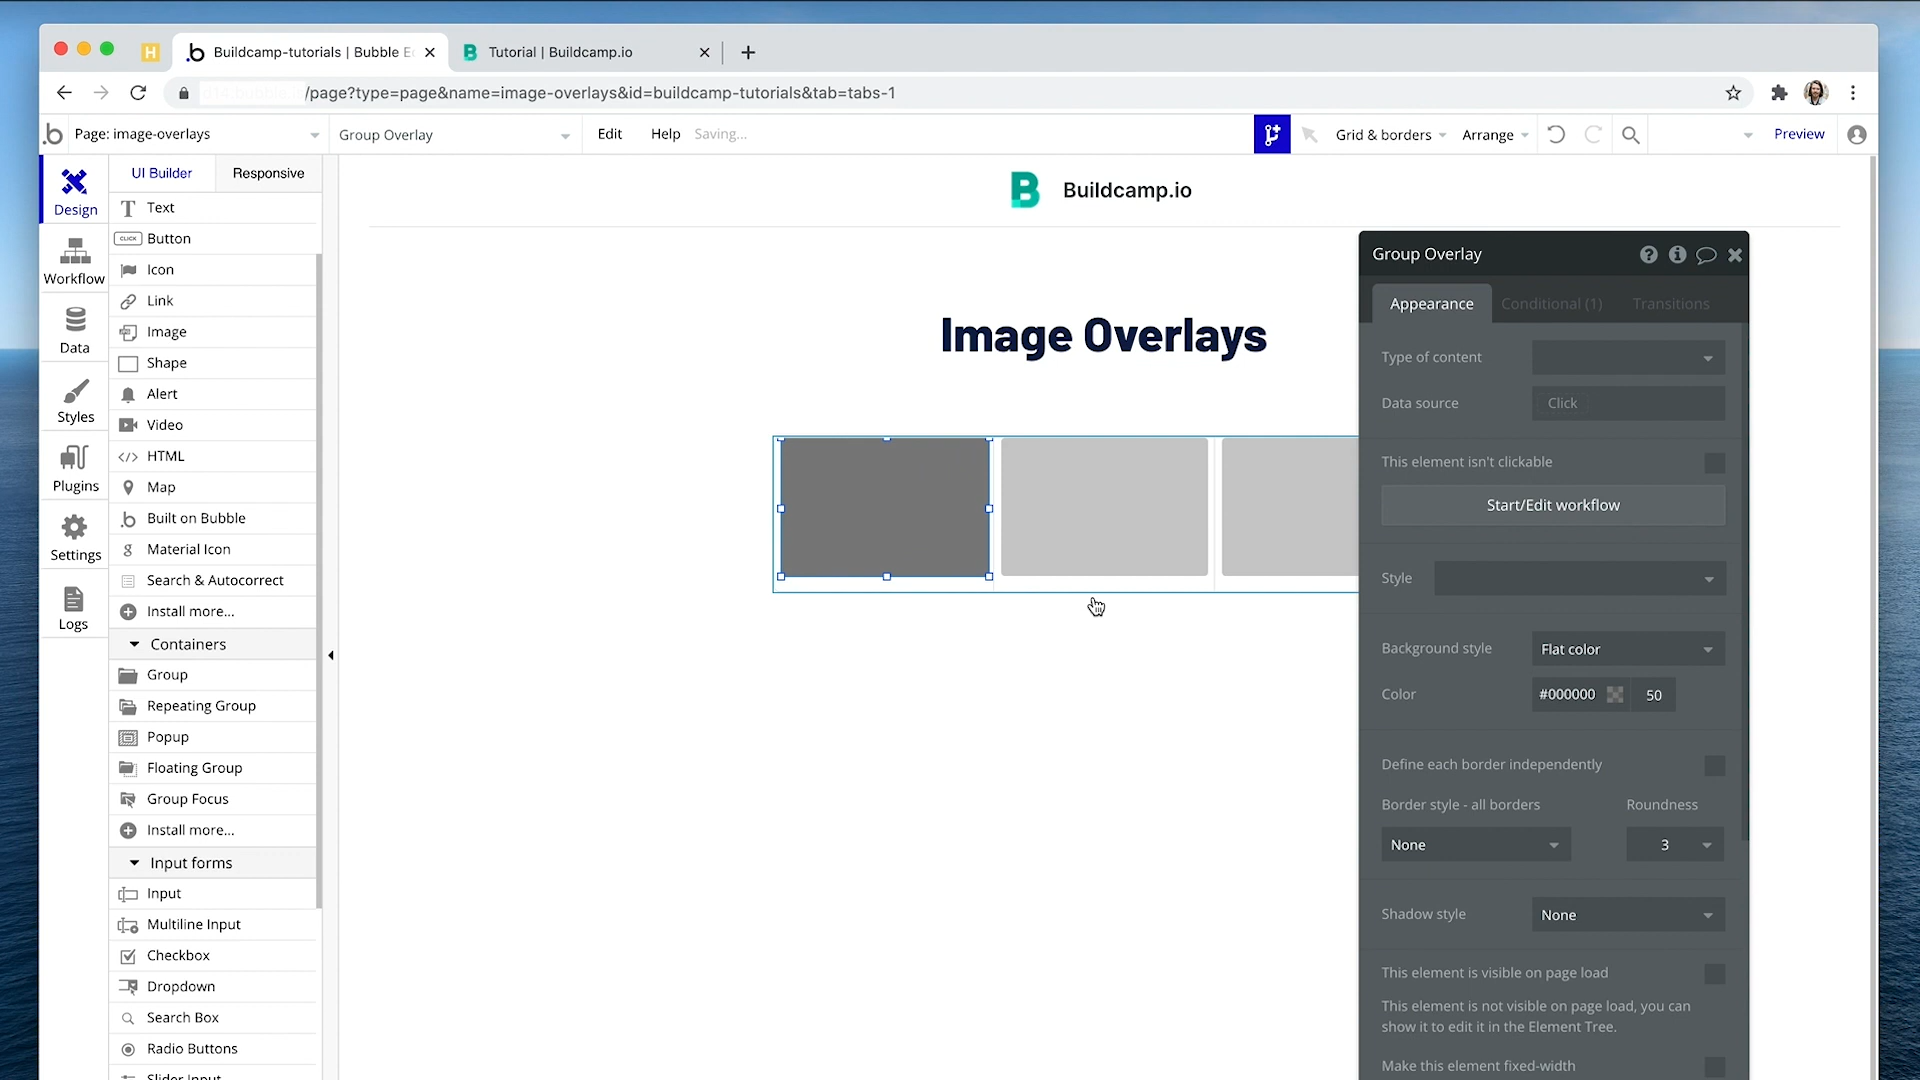 H
Buildcamp-tutorials | Bubble E
Tutorial | Buildcamp.io
/page?type=page&name=image-overlays&id=buildcamp-tutorials&tab=tabs-1
Page: image-overlays
Group Overlay
Edit
Help
Saving...
Grid & borders
Arrange
Preview
Design
Workflow
Data
Styles
Plugins
Settings
Logs
UI Builder
Responsive
Text
CLICK Button
Icon
Link
Image
Shape
Alert
Video
</> HTML
Map
Built on Bubble
Material Icon
Search & Autocorrect
Install more...
Containers
Group
Repeating Group
Popup
Floating Group
Group Focus
Install more...
Input forms
Input
Multiline Input
Checkbox
Dropdown
Search Box
Radio Buttons
Slider Input
B Buildcamp.io
Image Overlays
Group Overlay
Appearance
Conditional (1)
Transitions
Type of content
Data source
Click
This element isn't clickable
Start/Edit workflow
Style
Background style
Flat color
Color
#000000
50
Define each border independently
Border style - all borders
Roundness
None
3
Shadow style
None
This element is visible on page load
This element is not visible on page load, you can
show it to edit it in the Element Tree.
Make this element fixed-width